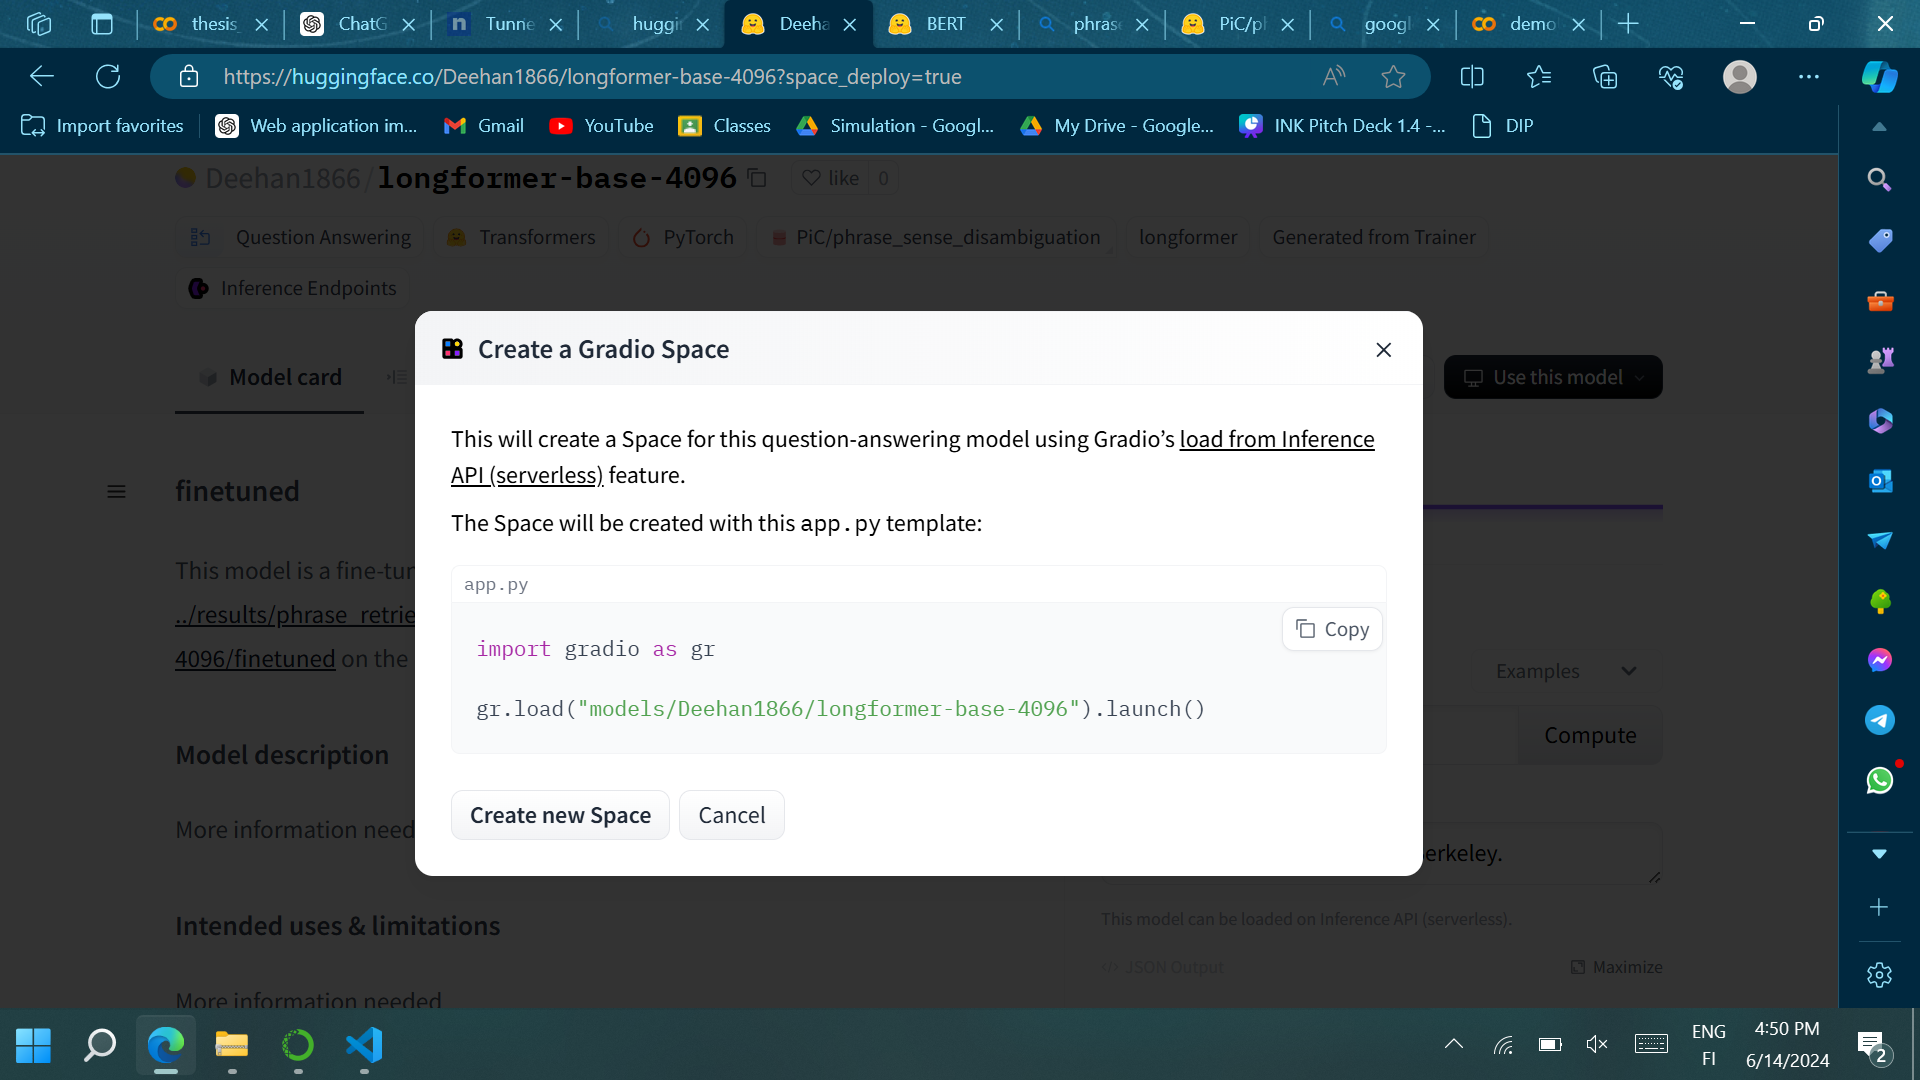 thesis_
ChatG
Tunne
huggin
Deeha
BERT
phrase
PiC/ph
googl
demo
https://huggingface.co/Deehan1866/longformer-base-4096?space_deploy=true
Import favorites
Web application im...
Gmail
YouTube
Classes
Simulation - Googl...
My Drive - Google...
INK Pitch Deck 1.4 -...
DIP
Deehan1866/longformer-base-4096
like 0
Question Answering
Transformers
PyTorch
PiC/phrase_sense_disambiguation
longformer
Generated from Trainer
Inference Endpoints
Model card
Use this model
Create a Gradio Space
This will create a Space for this question-answering model using Gradio’s load from Inference
API (serverless) feature.
The Space will be created with this app.py template:
app.py
Copy
import gradio as gr
gr.load("models/Deehan1866/longformer-base-4096").launch()
Create new Space
Cancel
finetuned
This model is a fine-tun
../results/phrase_retrie
4096/finetuned on the
Model description
More information need
Intended uses & limitations
More information needed
Examples
Compute
erkeley.
This model can be loaded on Inference API (serverless).
</> JSON Output
Maximize
ENG
FI
4:50 PM
6/14/2024
2